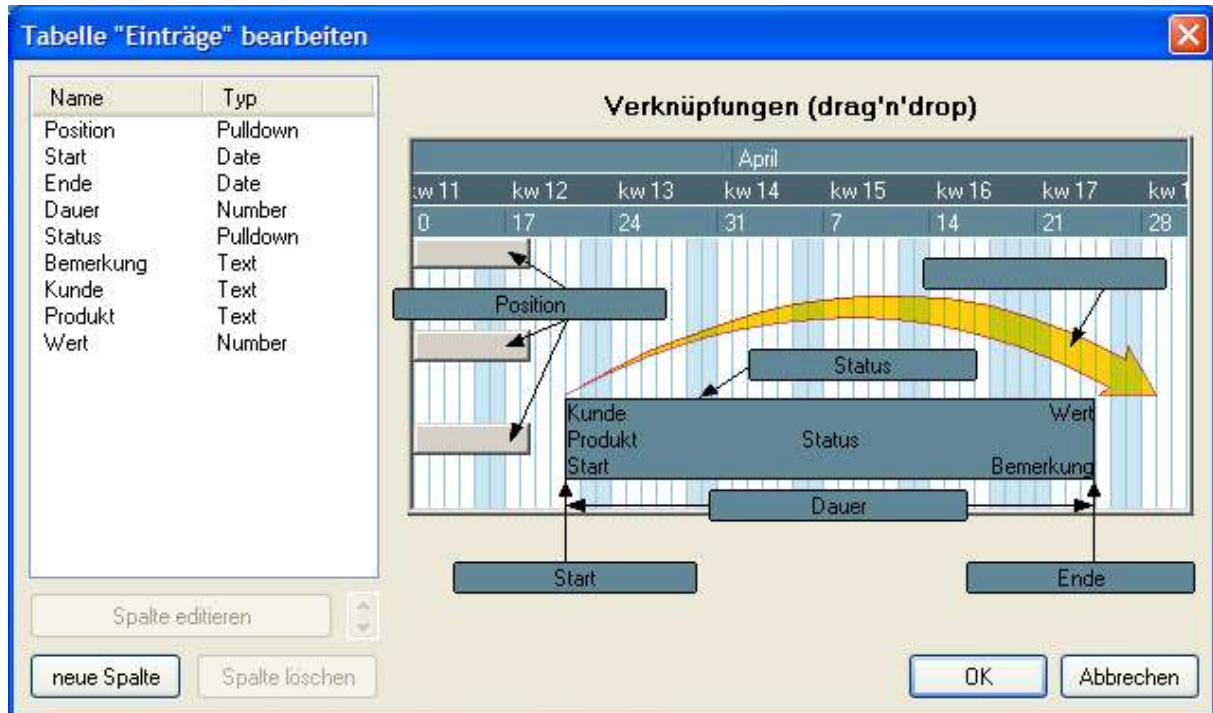 Tabelle "Einträge" bearbeiten
Name Typ
Position Pulldown
Start Date
Ende Date
Dauer Number
Status Pulldown
Bemerkung Text
Kunde Text
Produkt Text
Wert Number
Spalte editieren
neue Spalte Spalte löschen
Verknüpfungen (drag'n'drop)
April
kw 11 kw 12 kw 13 kw 14 kw 15 kw 16 kw 17 kw 1
0 17 24 31 7 14 21 28
Position
Status
Kunde Wert
Produkt Status
Start Bemerkung
Dauer
Start Ende
OK Abbrechen